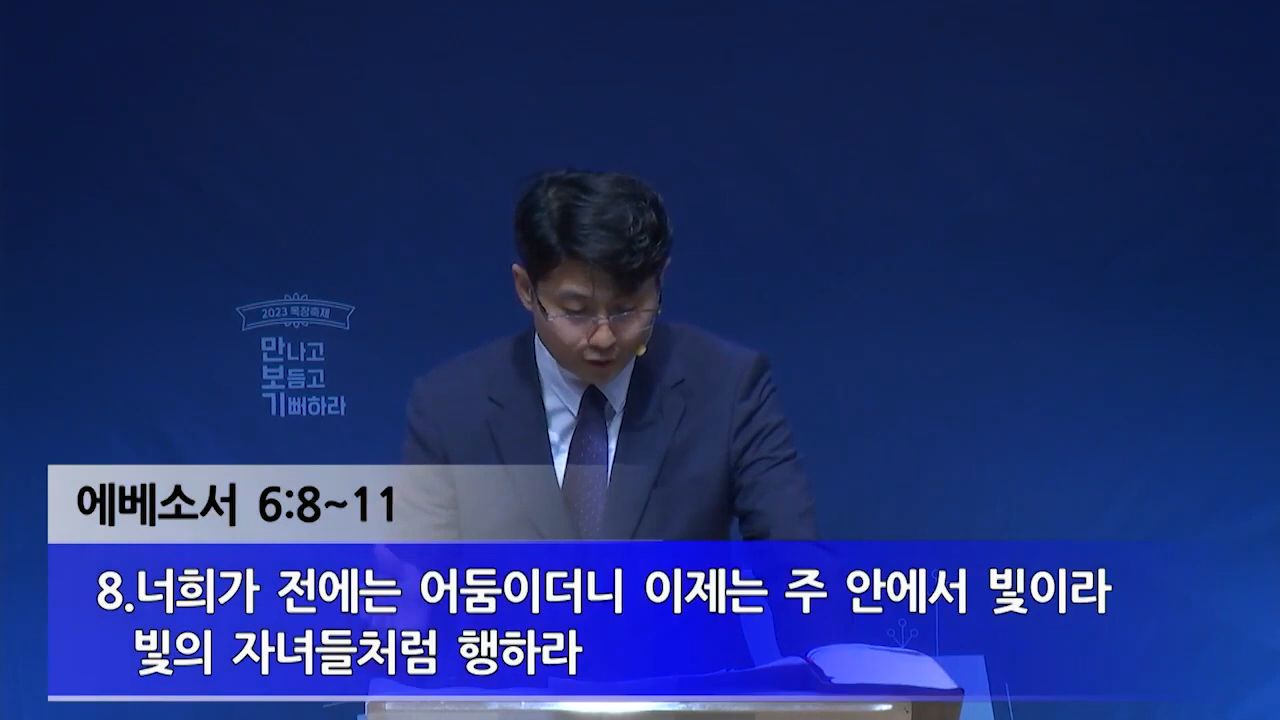 2023 목장축제
만나고
보듬고
기뻐하라
에베소서 6:8~11
8.너희가 전에는 어둠이더니 이제는 주 안에서 빛이라
빛의 자녀들처럼 행하라